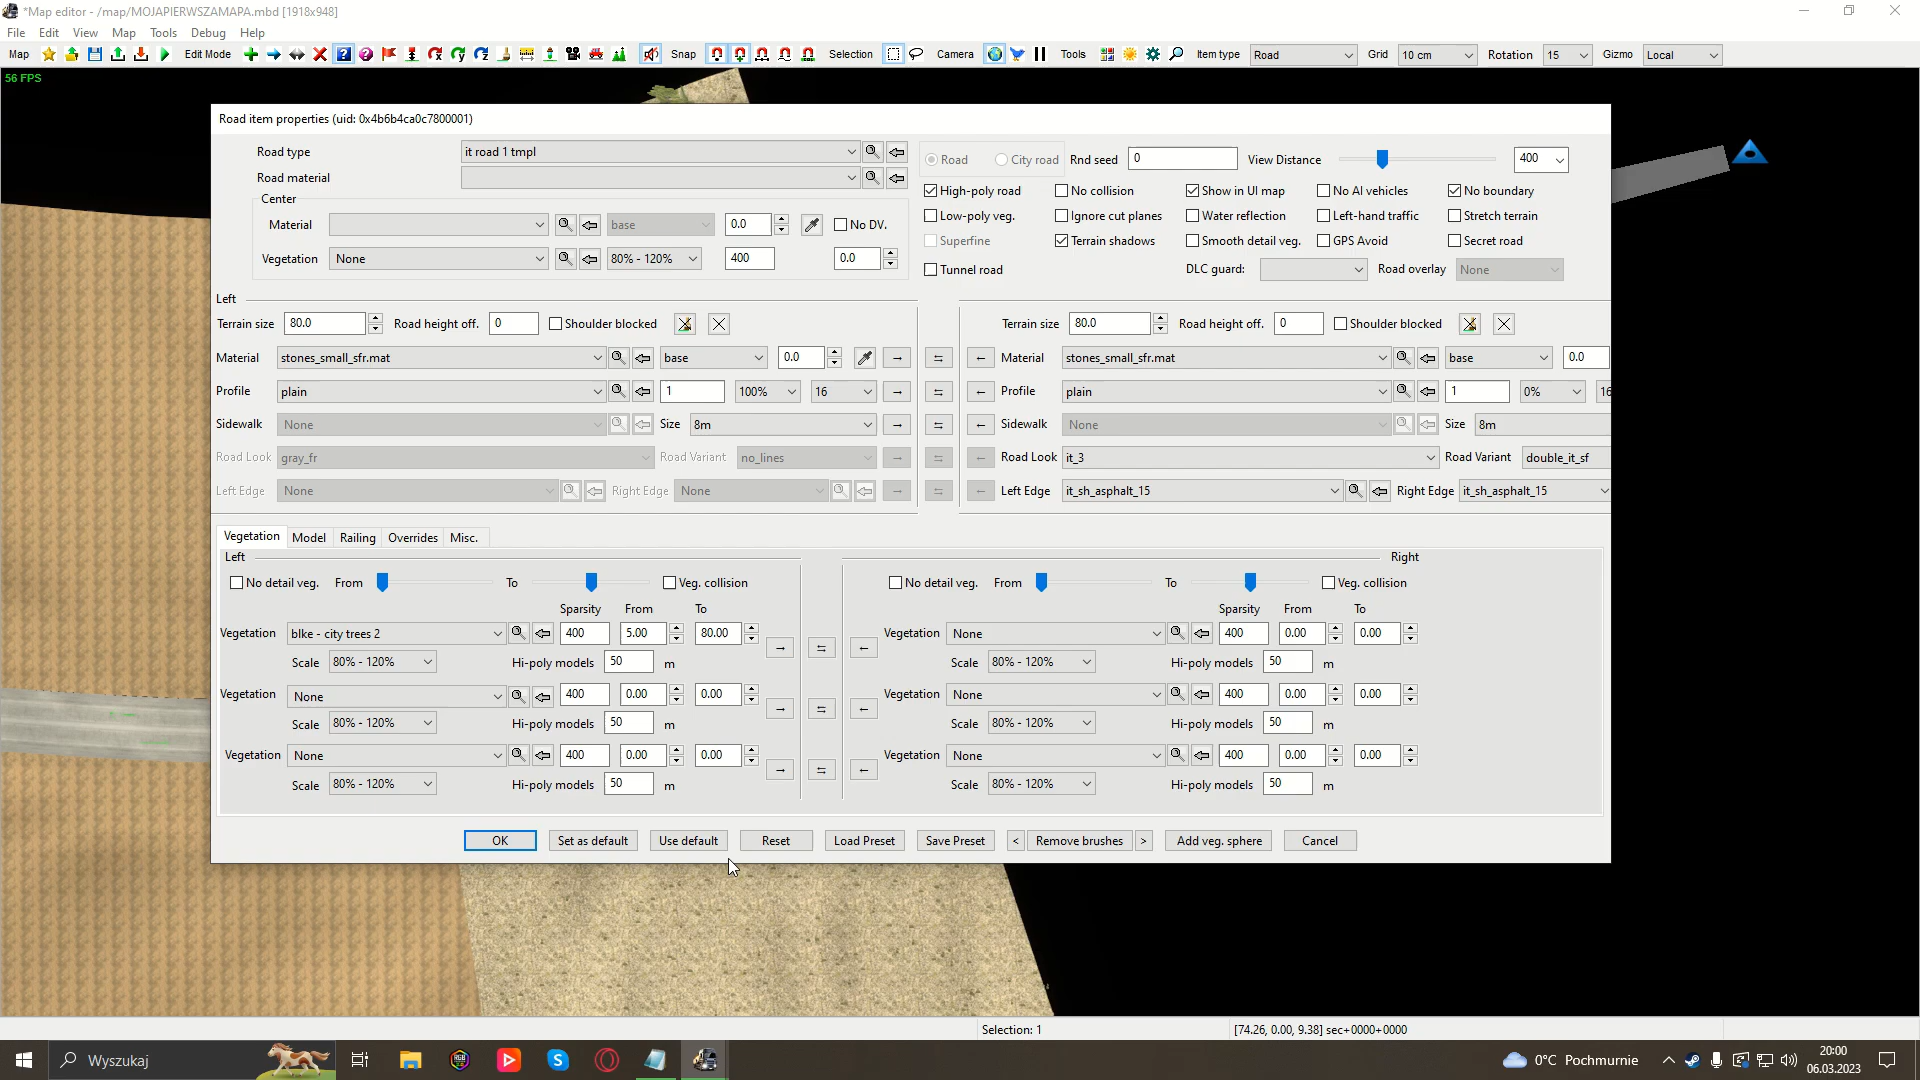 *Map editor - /map/MOJAPIERWSZAMAPA.mbd [1918x948]
File Edit View Map Tools Debug Help
Map Edit Mode Snap Selection Camera Tools Item type Road Grid 10 cm Rotation 15 Gizmo Local
56 FPS
Road item properties (uid: 0x4b6b4ca0c7800001)
Road type it road 1 tmpl Road City road Rnd seed 0 View Distance 400
Road material
High-poly road No collision Show in UI map No AI vehicles No boundary
Center
Material base 0.0 No DV. Low-poly veg. Ignore cut planes Water reflection Left-hand traffic Stretch terrain
Superfine Terrain shadows Smooth detail veg. GPS Avoid Secret road
Vegetation None 80% - 120% 400 0.0
Tunnel road DLC guard: Road overlay None
Left
Terrain size 80.0 Road height off. 0 Shoulder blocked Terrain size 80.0 Road height off. 0 Shoulder blocked
Material stones_small_sfr.mat base 0.0 → ⇆ ← Material stones_small_sfr.mat base 0.0
Profile plain 1 100% 16 → ⇆ ← Profile plain 1 0% 16
Sidewalk None Size 8m → ⇆ ← Sidewalk None Size 8m
Road Look gray_fr Road Variant no_lines → ⇆ ← Road Look it_3 Road Variant double_it_sf
Left Edge None Right Edge None → ⇆ ← Left Edge it_sh_asphalt_15 Right Edge it_sh_asphalt_15
Vegetation Model Railing Overrides Misc.
Left Right
No detail veg. From To Veg. collision No detail veg. From To Veg. collision
Sparsity From To Sparsity From To
Vegetation blke - city trees 2 400 5.00 80.00 Vegetation None 400 0.00 0.00
→ ⇆ ←
Scale 80% - 120% Hi-poly models 50 m Scale 80% - 120% Hi-poly models 50 m
Vegetation None 400 0.00 0.00 Vegetation None 400 0.00 0.00
→ ⇆ ←
Scale 80% - 120% Hi-poly models 50 m Scale 80% - 120% Hi-poly models 50 m
Vegetation None 400 0.00 0.00 Vegetation None 400 0.00 0.00
→ ⇆ ←
Scale 80% - 120% Hi-poly models 50 m Scale 80% - 120% Hi-poly models 50 m
OK Set as default Use default Reset Load Preset Save Preset < Remove brushes > Add veg. sphere Cancel
Selection: 1 [74.26, 0.00, 9.38] sec+0000+0000
Wyszukaj 0°C Pochmurnie 20:00
06.03.2023